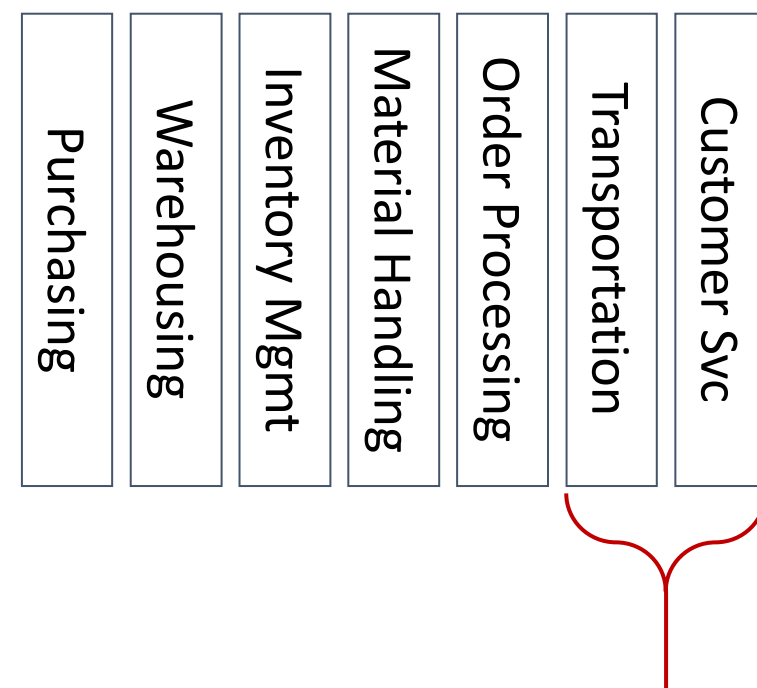 Purchasing
Warehousing
Inventory Mgmt
Material Handling
Order Processing
Transportation
Customer Svc